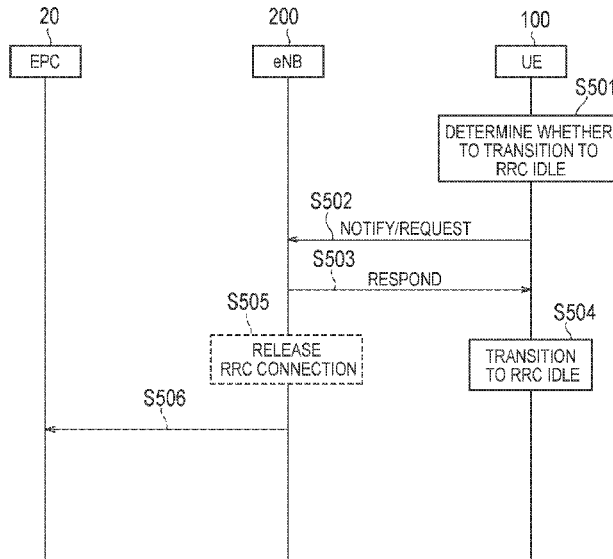 20
200
100
EPC
eNB
UE
S501
DETERMINE WHETHER
TO TRANSITION TO
RRC IDLE
S502
NOTIFY/REQUEST
S503
RESPOND
S505
RELEASE
RRC CONNECTION
S504
TRANSITION
TO RRC IDLE
S506